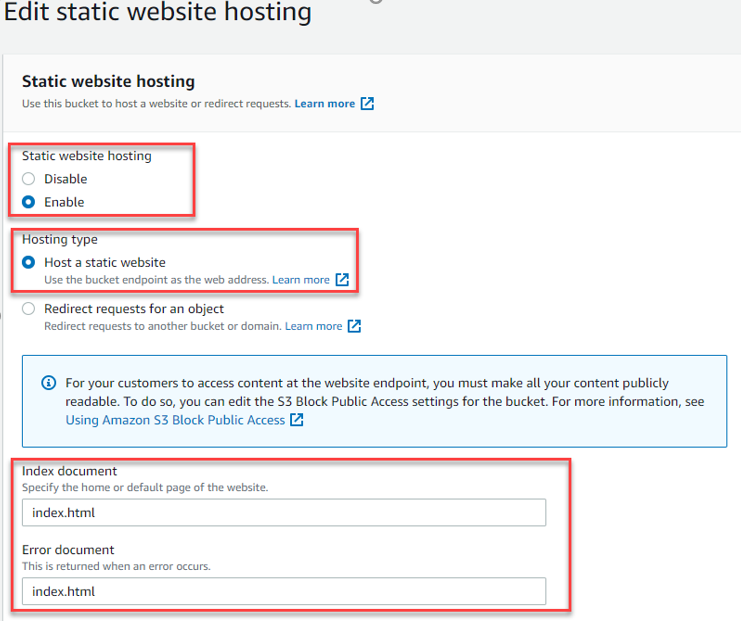 Edit static website hosting
Static website hosting
Use this bucket to host a website or redirect requests. Learn more
Static website hosting
Disable
Enable
Hosting type
Host a static website
Use the bucket endpoint as the web address. Learn more
Redirect requests for an object
Redirect requests to another bucket or domain. Learn more
For your customers to access content at the website endpoint, you must make all your content publicly
readable. To do so, you can edit the S3 Block Public Access settings for the bucket. For more information, see
Using Amazon S3 Block Public Access
Index document
Specify the home or default page of the website.
index.html
Error document
This is returned when an error occurs.
index.html